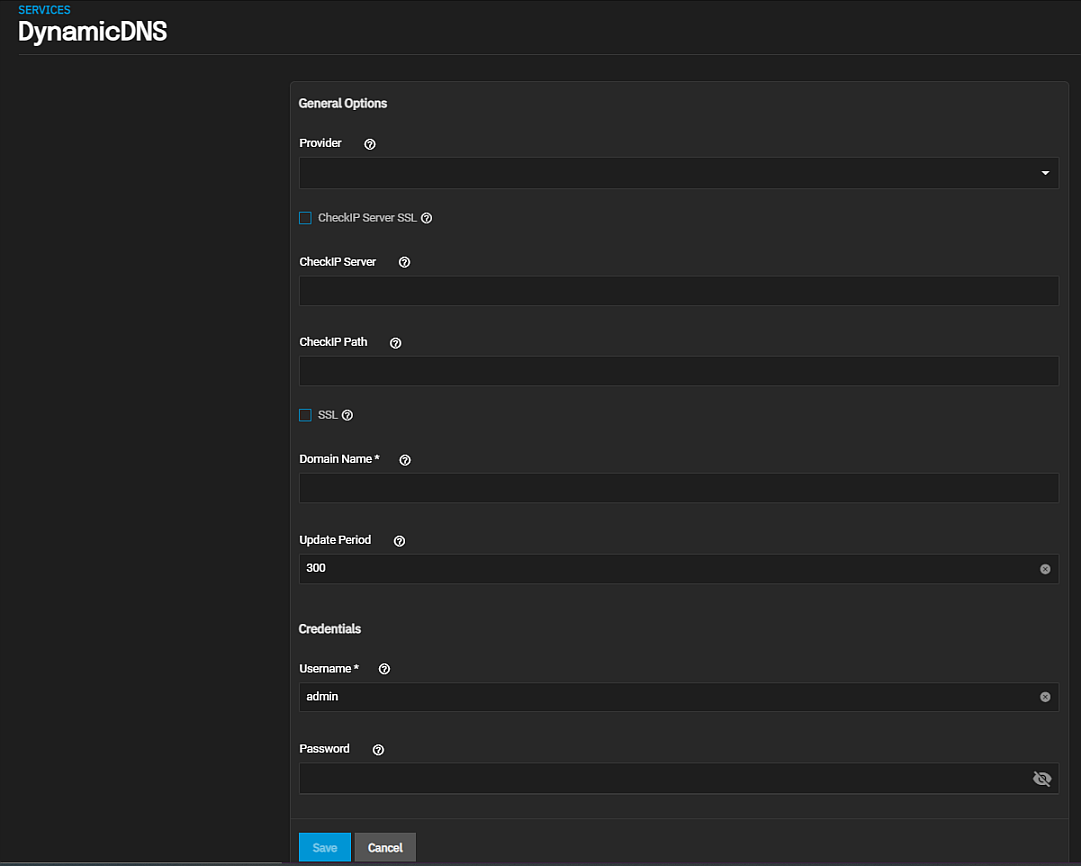 SERVICES
DynamicDNS
General Options
Provider
CheckIP Server SSL
CheckIP Server
CheckIP Path
SSL
Domain Name *
Update Period
300
Credentials
Username *
admin
Password
Save
Cancel